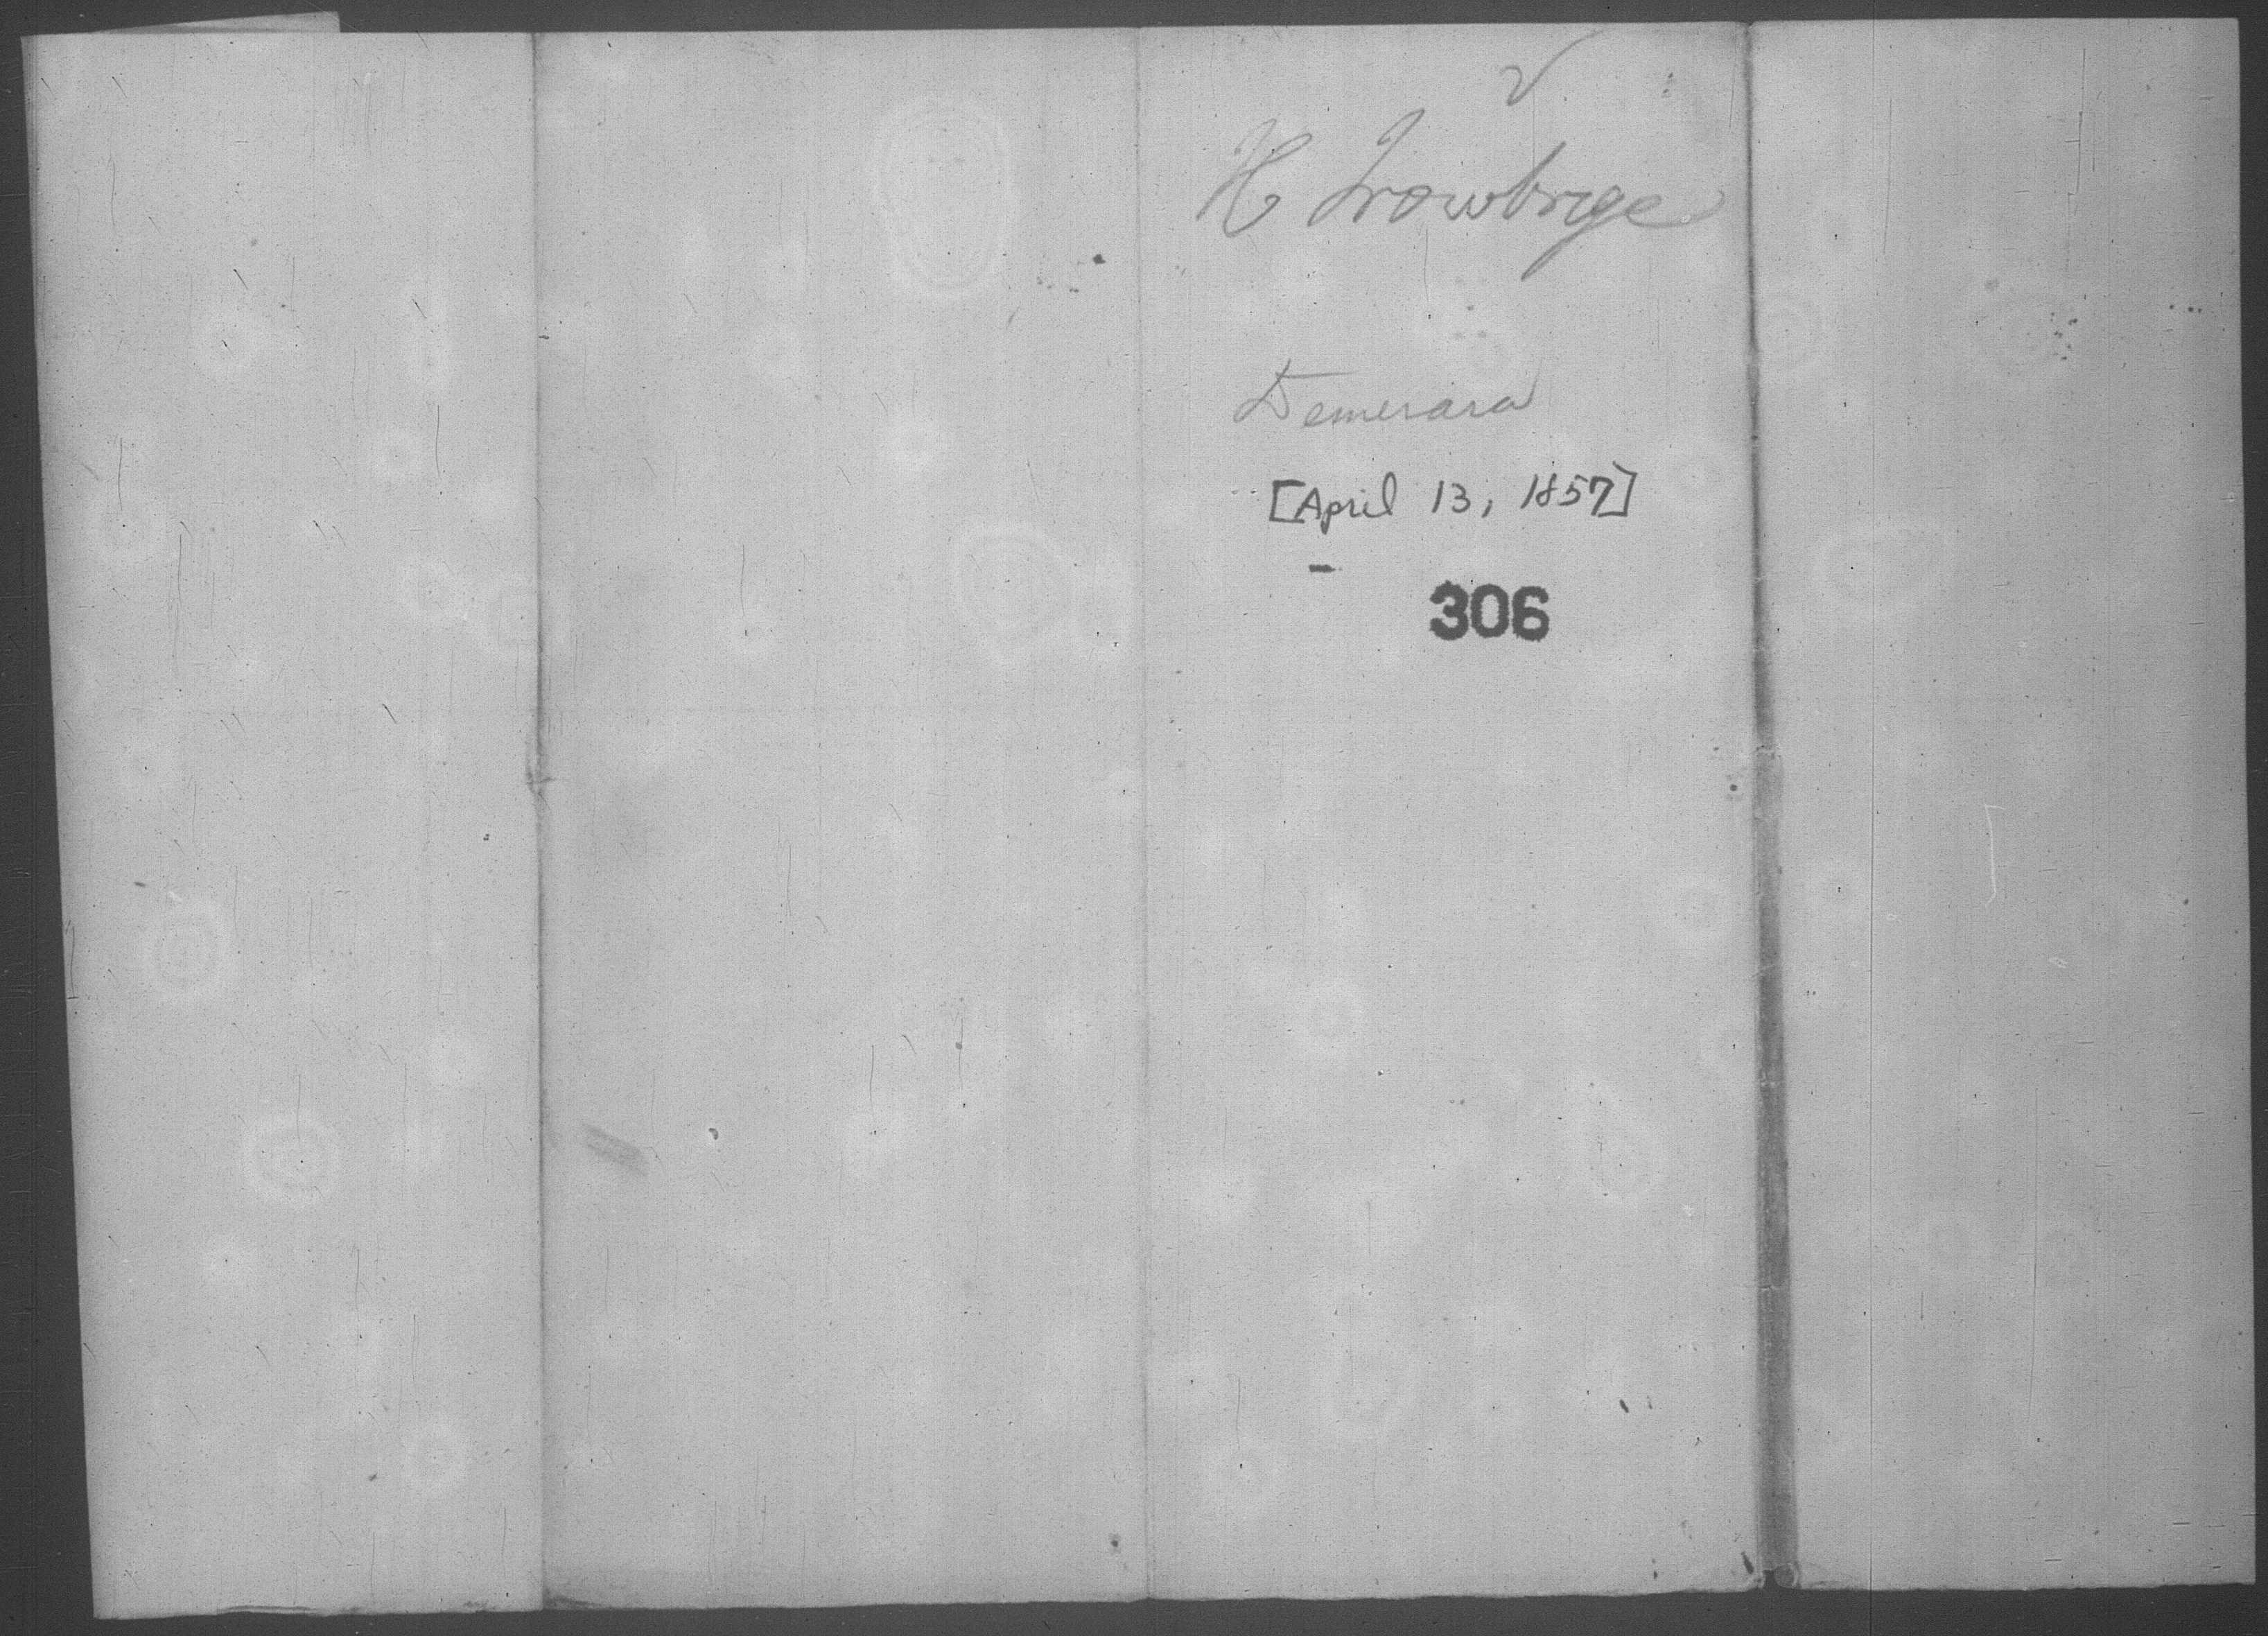 H Trowbrige
Demerara
[April 13, 1857]
306